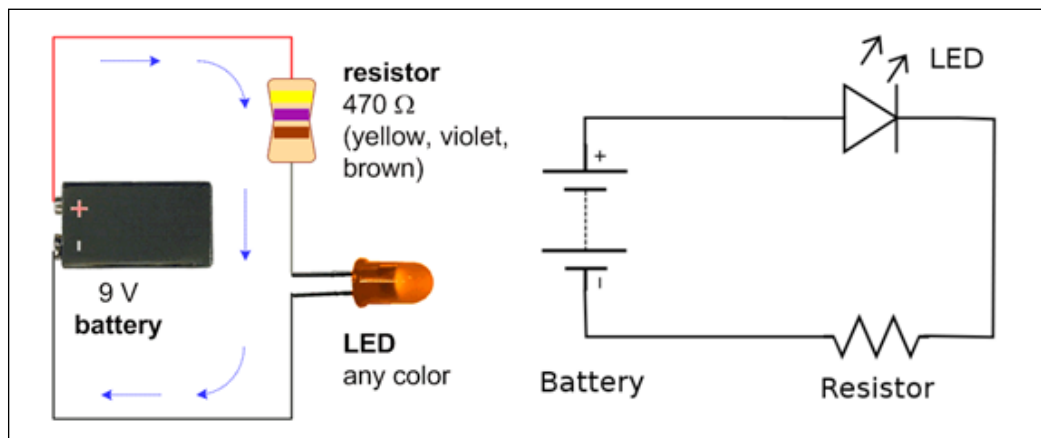 resistor
470 Ω
(yellow, violet,
brown)
+
-
9 V
battery
LED
any color
LED
+
−
Battery
Resistor